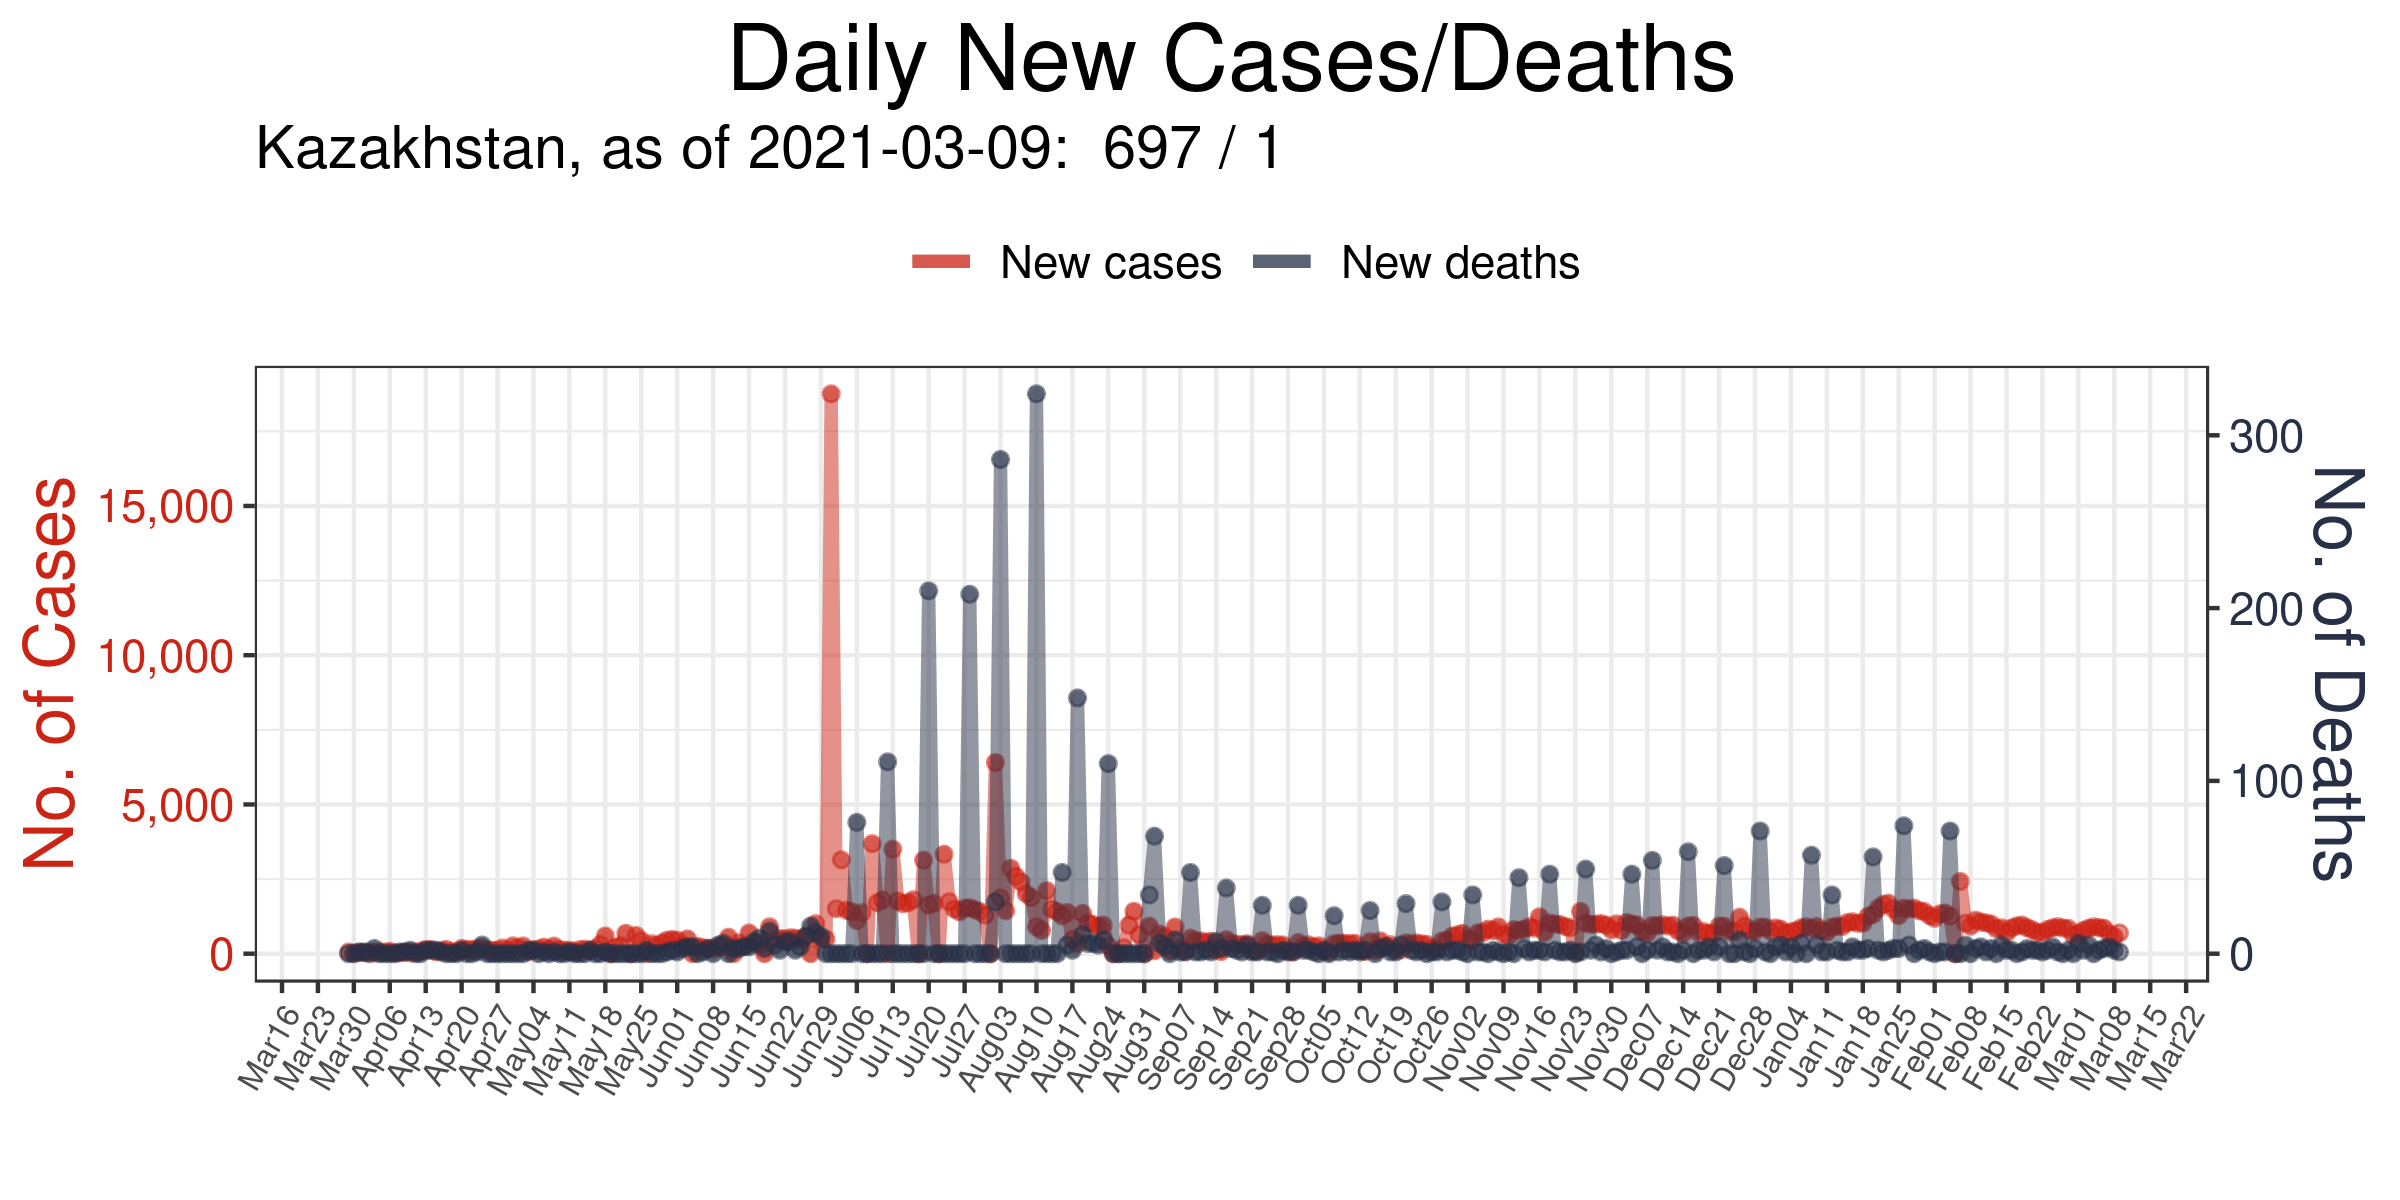 Daily New Cases/Deaths
Kazakhstan, as of 2021-03-09:  697 / 1
New cases New deaths
No. of Cases
15,000
10,000
5,000
0
300
200
100
0
No. of Deaths
Mar16 Mar23 Mar30 Apr06 Apr13 Apr20 Apr27 May04 May11 May18 May25 Jun01 Jun08 Jun15 Jun22 Jun29 Jul06 Jul13 Jul20 Jul27 Aug03 Aug10 Aug17 Aug24 Aug31 Sep07 Sep14 Sep21 Sep28 Oct05 Oct12 Oct19 Oct26 Nov02 Nov09 Nov16 Nov23 Nov30 Dec07 Dec14 Dec21 Dec28 Jan04 Jan11 Jan18 Jan25 Feb01 Feb08 Feb15 Feb22 Mar01 Mar08 Mar15 Mar22